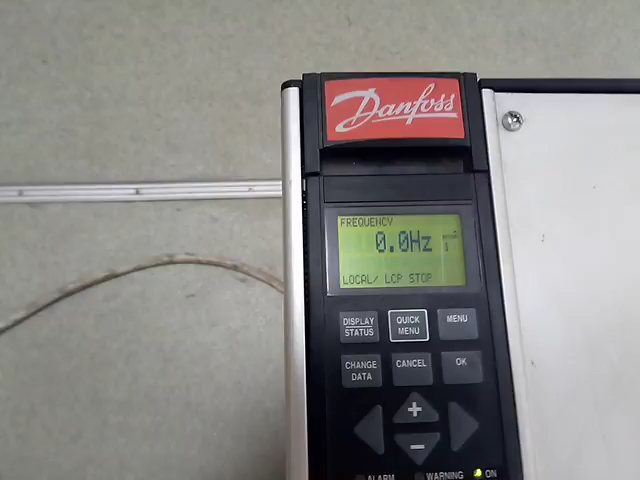 Danfoss
FREQUENCY
0.0Hz
1
LOCAL/ LCP STOP
DISPLAY
STATUS
QUICK
MENU
MENU
CHANGE
DATA
CANCEL
OK
+
−
ALARM
WARNING
ON